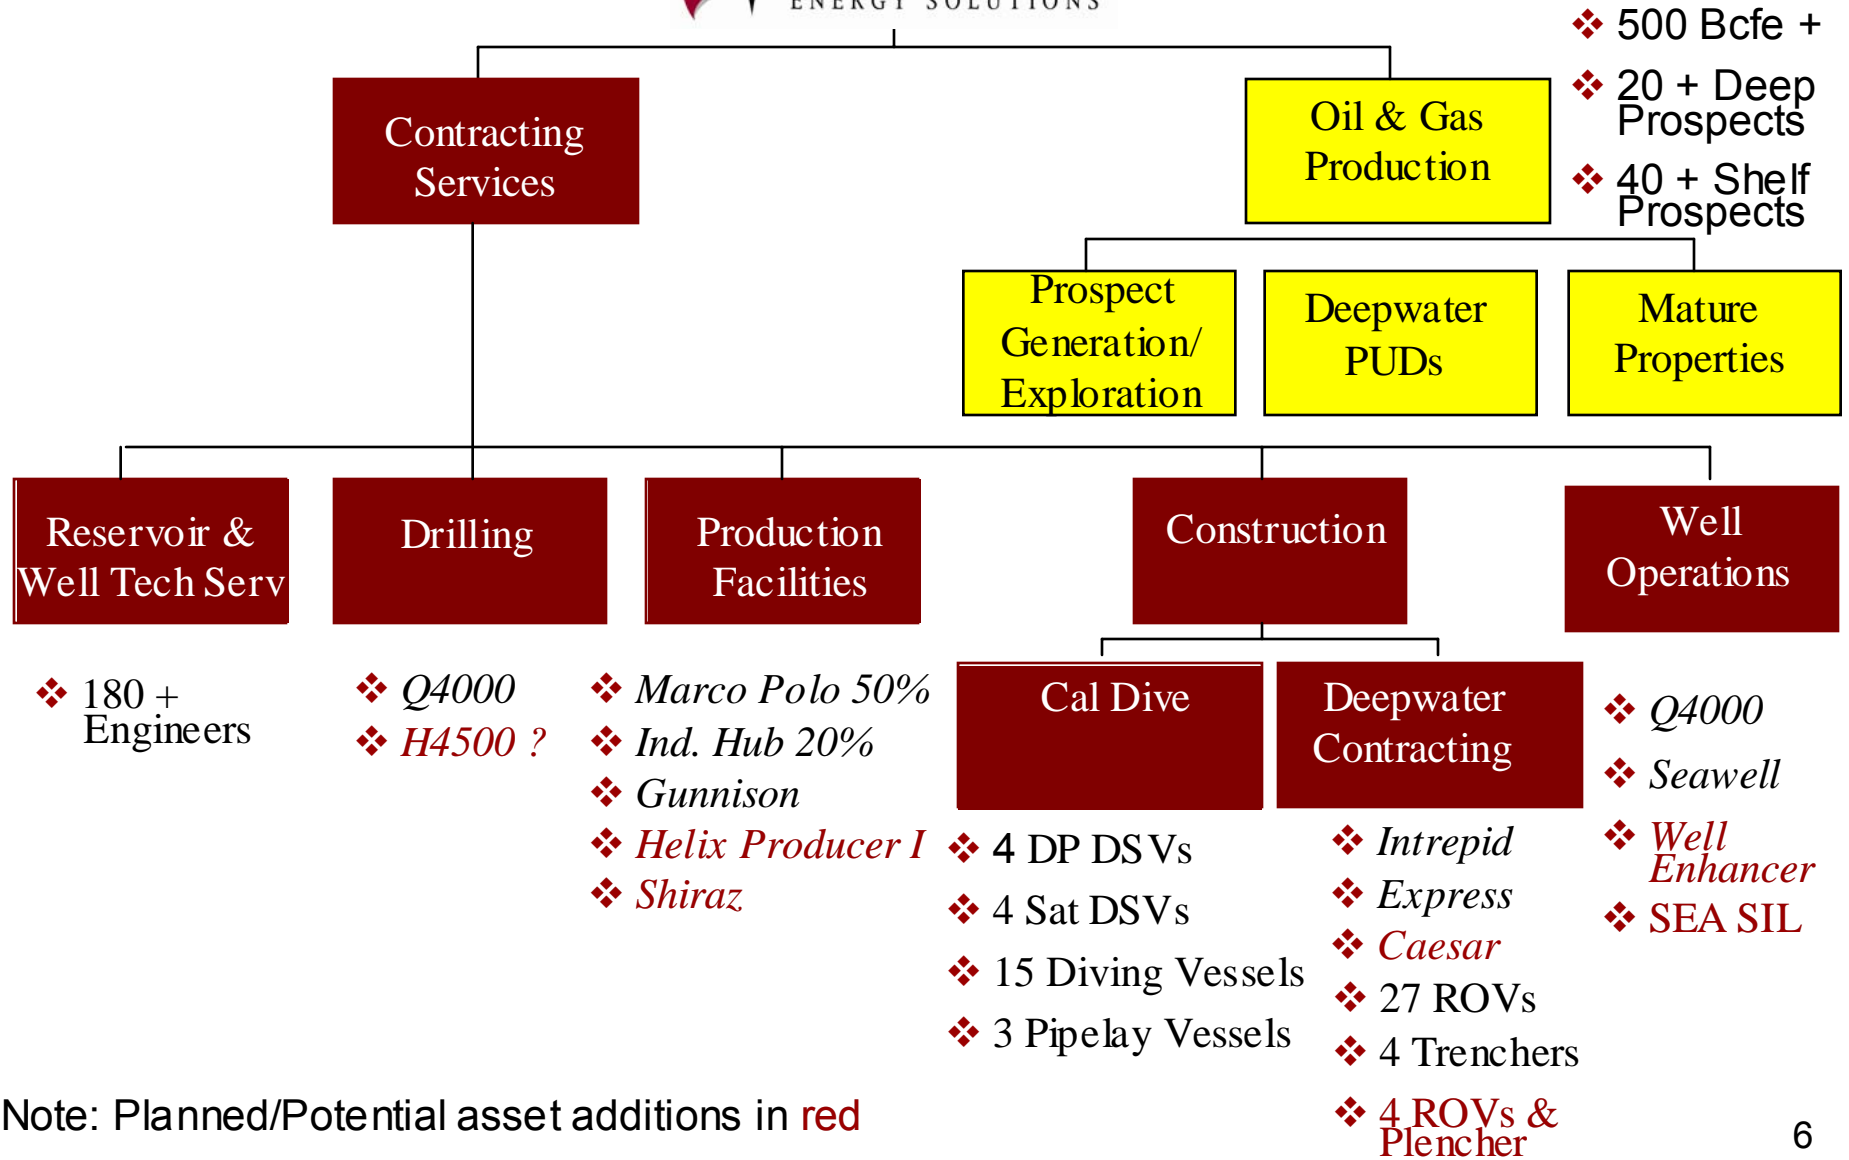 ENERGY SOLUTIONS
500 Bcfe +
20 + Deep
Prospects
40 + Shelf
Prospects
Contracting
Services
Oil & Gas
Production
Prospect
Generation/
Exploration
Deepwater
PUDs
Mature
Properties
Reservoir &
Well Tech Serv
Drilling
Production
Facilities
Construction
Well
Operations
180 +
Engineers
Q4000
H4500 ?
Marco Polo 50%
Ind. Hub 20%
Gunnison
Helix Producer I
Shiraz
Cal Dive
4 DP DSVs
4 Sat DSVs
15 Diving Vessels
3 Pipelay Vessels
Deepwater
Contracting
Intrepid
Express
Caesar
27 ROVs
4 Trenchers
4 ROVs &
Plencher
Q4000
Seawell
Well
Enhancer
SEA SIL
Note: Planned/Potential asset additions in red
6